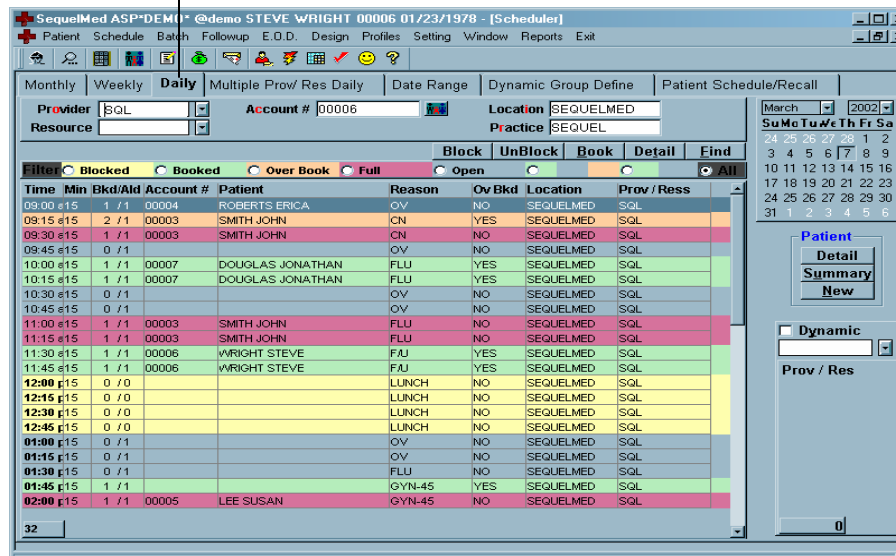 SequelMed ASP*DEMO* @demo STEVE WRIGHT 00006 01/23/1978 - [Scheduler]
Patient Schedule Batch Followup E.O.D. Design Profiles Setting Window Reports Exit
Monthly Weekly Daily Multiple Prov/ Res Daily Date Range Dynamic Group Define Patient Schedule/Recall
Provider SQL Account # 00006 Location SEQUELMED
Resource Practice SEQUEL
Block UnBlock Book Detail Find
Filter Blocked Booked Over Book Full Open All
Time Min Bkd/Ald Account # Patient Reason Ov Bkd Location Prov / Ress
09:00 a 15 1 / 1 00004 ROBERTS ERICA OV NO SEQUELMED SQL
09:15 a 15 2 / 1 00003 SMITH JOHN CN YES SEQUELMED SQL
09:30 a 15 1 / 1 00003 SMITH JOHN CN NO SEQUELMED SQL
09:45 a 15 0 / 1 OV NO SEQUELMED SQL
10:00 a 15 1 / 1 00007 DOUGLAS JONATHAN FLU YES SEQUELMED SQL
10:15 a 15 1 / 1 00007 DOUGLAS JONATHAN FLU YES SEQUELMED SQL
10:30 a 15 0 / 1 OV NO SEQUELMED SQL
10:45 a 15 0 / 1 OV NO SEQUELMED SQL
11:00 a 15 1 / 1 00003 SMITH JOHN FLU NO SEQUELMED SQL
11:15 a 15 1 / 1 00003 SMITH JOHN FLU NO SEQUELMED SQL
11:30 a 15 1 / 1 00006 WRIGHT STEVE F/U YES SEQUELMED SQL
11:45 a 15 1 / 1 00006 WRIGHT STEVE F/U YES SEQUELMED SQL
12:00 p 15 0 / 0 LUNCH NO SEQUELMED SQL
12:15 p 15 0 / 0 LUNCH NO SEQUELMED SQL
12:30 p 15 0 / 0 LUNCH NO SEQUELMED SQL
12:45 p 15 0 / 0 LUNCH NO SEQUELMED SQL
01:00 p 15 0 / 1 OV NO SEQUELMED SQL
01:15 p 15 0 / 1 OV NO SEQUELMED SQL
01:30 p 15 0 / 1 FLU NO SEQUELMED SQL
01:45 p 15 1 / 1 GYN-45 YES SEQUELMED SQL
02:00 p 15 1 / 1 00005 LEE SUSAN GYN-45 NO SEQUELMED SQL
32
March 2002
Su Mo Tu We Th Fr Sa
24 25 26 27 28 1 2
3 4 5 6 7 8 9
10 11 12 13 14 15 16
17 18 19 20 21 22 23
24 25 26 27 28 29 30
31 1 2 3 4 5 6
Patient
Detail
Summary
New
Dynamic
Prov / Res
0